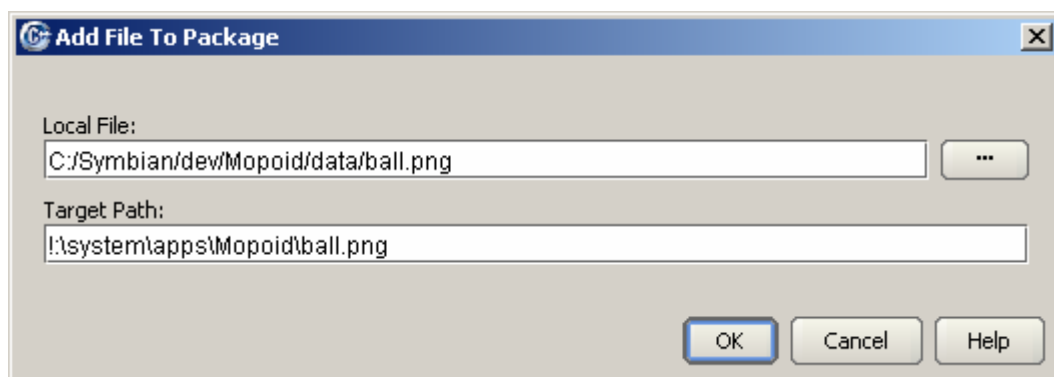 Add File To Package
Local File:
C:/Symbian/dev/Mopoid/data/ball.png
...
Target Path:
!:\system\apps\Mopoid\ball.png
OK Cancel Help